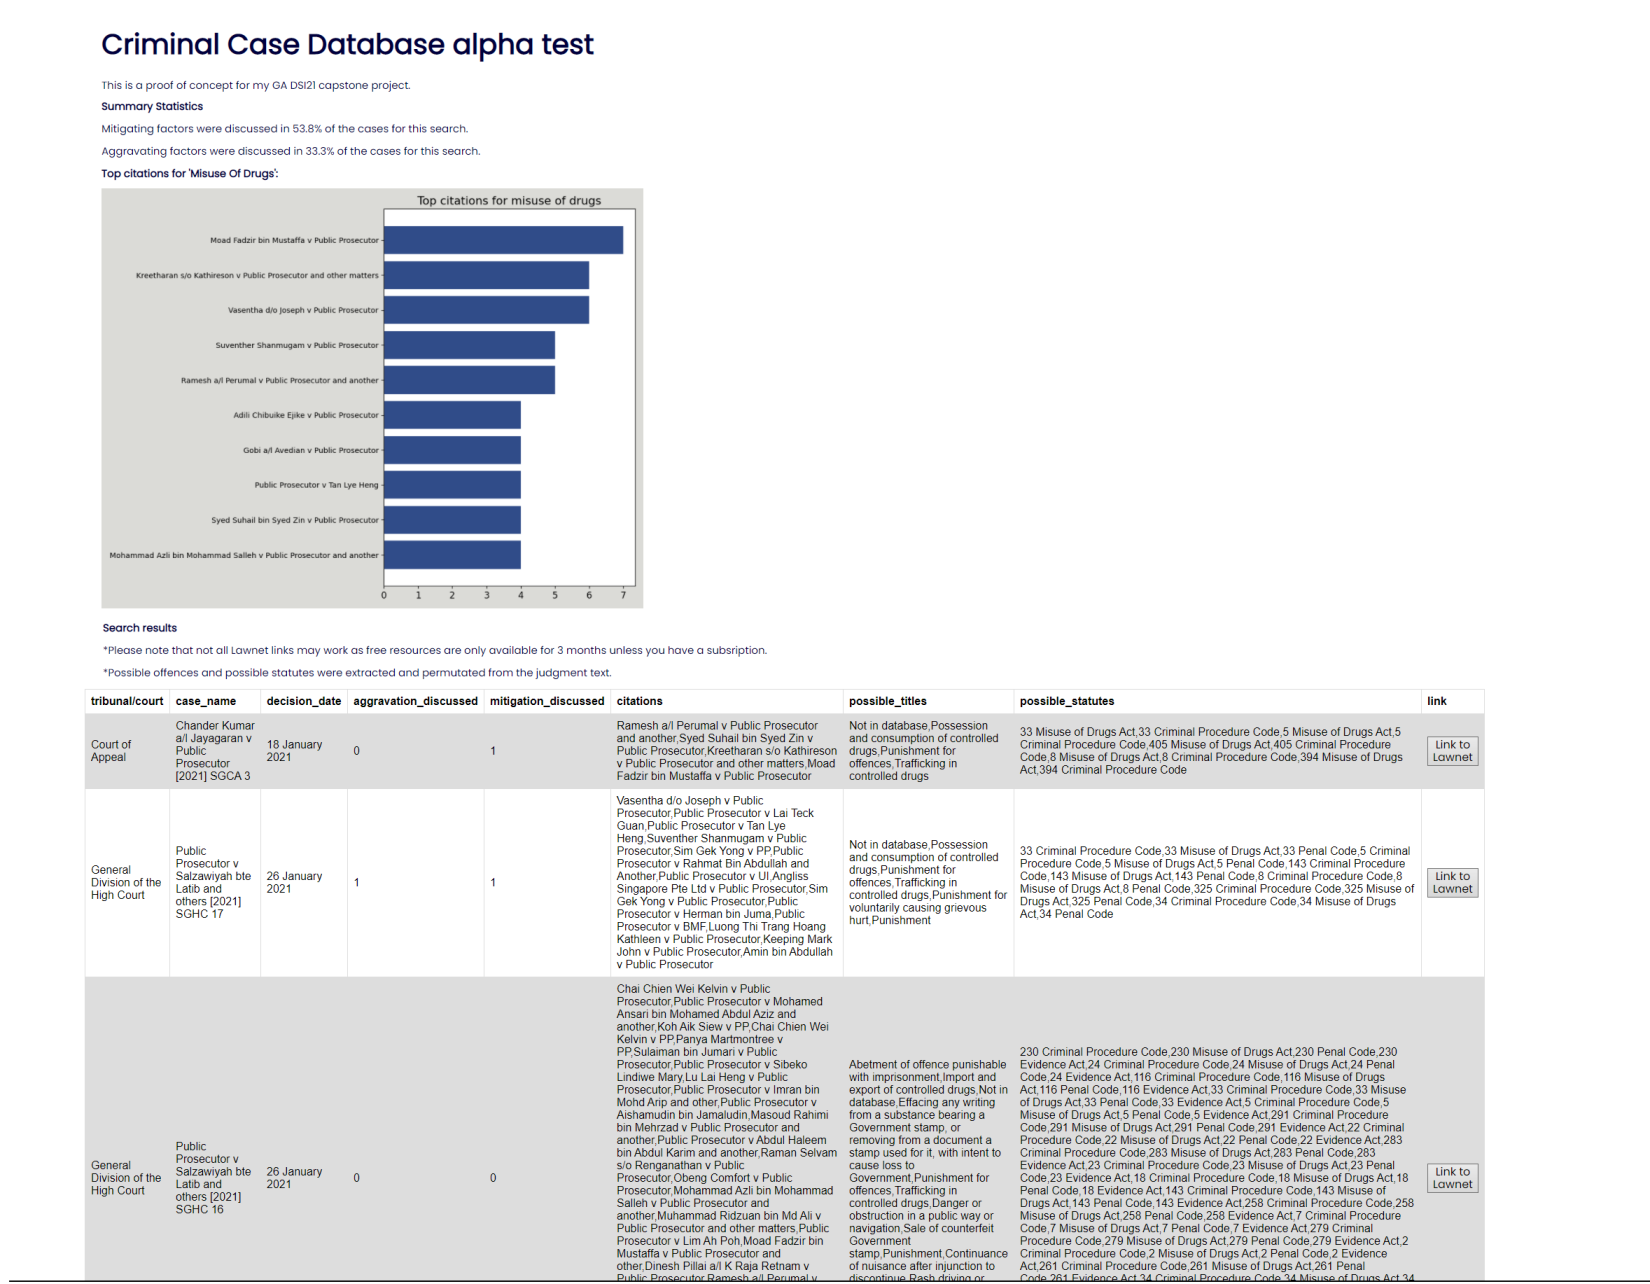 Criminal Case Database alpha test
This is a proof of concept for my GA DSI21 capstone project.
Summary Statistics
Mitigating factors were discussed in 53.8% of the cases for this search.
Aggravating factors were discussed in 33.3% of the cases for this search.
Top citations for 'Misuse Of Drugs':
Top citations for misuse of drugs
Moad Fadzir bin Mustaffa v Public Prosecutor
Kreetharan s/o Kathireson v Public Prosecutor and other matters
Vasentha d/o Joseph v Public Prosecutor
Suventher Shanmugam v Public Prosecutor
Ramesh a/l Perumal v Public Prosecutor and another
Adili Chibuike Ejike v Public Prosecutor
Gobi a/l Avedian v Public Prosecutor
Public Prosecutor v Tan Lye Heng
Syed Suhail bin Syed Zin v Public Prosecutor
Mohammad Azli bin Mohammad Salleh v Public Prosecutor and another
0 1 2 3 4 5 6 7
Search results
*Please note that not all Lawnet links may work as free resources are only available for 3 months unless you have a subsription.
*Possible offences and possible statutes were extracted and permutated from the judgment text.
tribunal/court case_name decision_date aggravation_discussed mitigation_discussed citations possible_titles possible_statutes link
Court of
Appeal
Chander Kumar
a/l Jayagaran v
Public
Prosecutor
[2021] SGCA 3
18 January
2021
0
1
Ramesh a/l Perumal v Public Prosecutor
and another,Syed Suhail bin Syed Zin v
Public Prosecutor,Kreetharan s/o Kathireson
v Public Prosecutor and other matters,Moad
Fadzir bin Mustaffa v Public Prosecutor
Not in database,Possession
and consumption of controlled
drugs,Punishment for
offences,Trafficking in
controlled drugs
33 Misuse of Drugs Act,33 Criminal Procedure Code,5 Misuse of Drugs Act,5
Criminal Procedure Code,405 Misuse of Drugs Act,405 Criminal Procedure
Code,8 Misuse of Drugs Act,8 Criminal Procedure Code,394 Misuse of Drugs
Act,394 Criminal Procedure Code
Link to
Lawnet
General
Division of the
High Court
Public
Prosecutor v
Salzawiyah bte
Latib and
others [2021]
SGHC 17
26 January
2021
1
1
Vasentha d/o Joseph v Public
Prosecutor,Public Prosecutor v Lai Teck
Guan,Public Prosecutor v Tan Lye
Heng,Suventher Shanmugam v Public
Prosecutor,Sim Gek Yong v PP,Public
Prosecutor v Rahmat Bin Abdullah and
Another,Public Prosecutor v UI,Angliss
Singapore Pte Ltd v Public Prosecutor,Sim
Gek Yong v Public Prosecutor,Public
Prosecutor v Herman bin Juma,Public
Prosecutor v BMF,Luong Thi Trang Hoang
Kathleen v Public Prosecutor,Keeping Mark
John v Public Prosecutor,Amin bin Abdullah
v Public Prosecutor
Not in database,Possession
and consumption of controlled
drugs,Punishment for
offences,Trafficking in
controlled drugs,Punishment for
voluntarily causing grievous
hurt,Punishment
33 Criminal Procedure Code,33 Misuse of Drugs Act,33 Penal Code,5 Criminal
Procedure Code,5 Misuse of Drugs Act,5 Penal Code,143 Criminal Procedure
Code,143 Misuse of Drugs Act,143 Penal Code,8 Criminal Procedure Code,8
Misuse of Drugs Act,8 Penal Code,325 Criminal Procedure Code,325 Misuse of
Drugs Act,325 Penal Code,34 Criminal Procedure Code,34 Misuse of Drugs
Act,34 Penal Code
Link to
Lawnet
General
Division of the
High Court
Public
Prosecutor v
Salzawiyah bte
Latib and
others [2021]
SGHC 16
26 January
2021
0
0
Chai Chien Wei Kelvin v Public
Prosecutor,Public Prosecutor v Mohamed
Ansari bin Mohamed Abdul Aziz and
another,Koh Aik Siew v PP,Chai Chien Wei
Kelvin v PP,Panya Martmontree v
PP,Sulaiman bin Jumari v Public
Prosecutor,Public Prosecutor v Sibeko
Lindiwe Mary,Lu Lai Heng v Public
Prosecutor,Public Prosecutor v Imran bin
Mohd Arip and other,Public Prosecutor v
Aishamudin bin Jamaludin,Masoud Rahimi
bin Mehrzad v Public Prosecutor and
another,Public Prosecutor v Abdul Haleem
bin Abdul Karim and another,Raman Selvam
s/o Renganathan v Public
Prosecutor,Obeng Comfort v Public
Prosecutor,Mohammad Azli bin Mohammad
Salleh v Public Prosecutor and
another,Muhammad Ridzuan bin Md Ali v
Public Prosecutor and other matters,Public
Prosecutor v Lim Ah Poh,Moad Fadzir bin
Mustaffa v Public Prosecutor and
other,Dinesh Pillai a/l K Raja Retnam v
Public Prosecutor,Ramesh a/l Perumal v
Abetment of offence punishable
with imprisonment,Import and
export of controlled drugs,Not in
database,Effacing any writing
from a substance bearing a
Government stamp, or
removing from a document a
stamp used for it, with intent to
cause loss to
Government,Punishment for
offences,Trafficking in
controlled drugs,Danger or
obstruction in a public way or
navigation,Sale of counterfeit
Government
stamp,Punishment,Continuance
of nuisance after injunction to
discontinue,Rash driving or
230 Criminal Procedure Code,230 Misuse of Drugs Act,230 Penal Code,230
Evidence Act,24 Criminal Procedure Code,24 Misuse of Drugs Act,24 Penal
Code,24 Evidence Act,116 Criminal Procedure Code,116 Misuse of Drugs
Act,116 Penal Code,116 Evidence Act,33 Criminal Procedure Code,33 Misuse
of Drugs Act,33 Penal Code,33 Evidence Act,5 Criminal Procedure Code,5
Misuse of Drugs Act,5 Penal Code,5 Evidence Act,291 Criminal Procedure
Code,291 Misuse of Drugs Act,291 Penal Code,291 Evidence Act,22 Criminal
Procedure Code,22 Misuse of Drugs Act,22 Penal Code,22 Evidence Act,283
Criminal Procedure Code,283 Misuse of Drugs Act,283 Penal Code,283
Evidence Act,23 Criminal Procedure Code,23 Misuse of Drugs Act,23 Penal
Code,23 Evidence Act,18 Criminal Procedure Code,18 Misuse of Drugs Act,18
Penal Code,18 Evidence Act,143 Criminal Procedure Code,143 Misuse of
Drugs Act,143 Penal Code,143 Evidence Act,258 Criminal Procedure Code,258
Misuse of Drugs Act,258 Penal Code,258 Evidence Act,7 Criminal Procedure
Code,7 Misuse of Drugs Act,7 Penal Code,7 Evidence Act,279 Criminal
Procedure Code,279 Misuse of Drugs Act,279 Penal Code,279 Evidence Act,2
Criminal Procedure Code,2 Misuse of Drugs Act,2 Penal Code,2 Evidence
Act,261 Criminal Procedure Code,261 Misuse of Drugs Act,261 Penal
Code,261 Evidence Act,34 Criminal Procedure Code,34 Misuse of Drugs Act,34
Link to
Lawnet